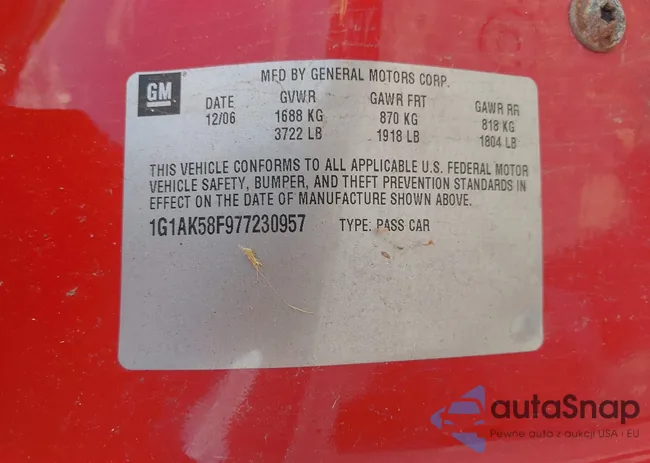 GM
MFD BY GENERAL MOTORS CORP.
DATE GVWR GAWR FRT GAWR RR
12/06 1688 KG 870 KG 818 KG
3722 LB 1918 LB 1804 LB
THIS VEHICLE CONFORMS TO ALL APPLICABLE U.S. FEDERAL MOTOR
VEHICLE SAFETY, BUMPER, AND THEFT PREVENTION STANDARDS IN
EFFECT ON THE DATE OF MANUFACTURE SHOWN ABOVE.
1G1AK58F977230957 TYPE: PASS CAR
autaSnap
Pewne auta z aukcji USA · EU